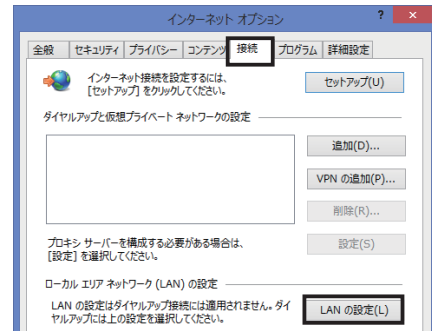 インターネット オプション
? ×
全般 セキュリティ プライバシー コンテンツ 接続 プログラム 詳細設定
インターネット接続を設定するには、
[セットアップ] をクリックしてください。
セットアップ(U)
ダイヤルアップと仮想プライベート ネットワークの設定
追加(D)...
VPN の追加(P)...
削除(R)...
プロキシ サーバーを構成する必要がある場合は、
[設定] を選択してください。
設定(S)
ローカル エリア ネットワーク (LAN) の設定
LAN の設定はダイヤルアップ接続には適用されません。ダイ
ヤルアップには上の設定を選択してください。
LAN の設定(L)